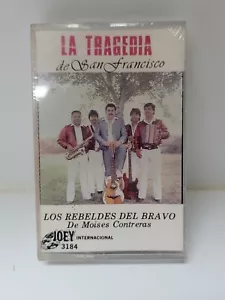 LA TRAGEDIA
de San Francisco
LOS REBELDES DEL BRAVO
De Moises Contreras
JOEY INTERNACIONAL
3184